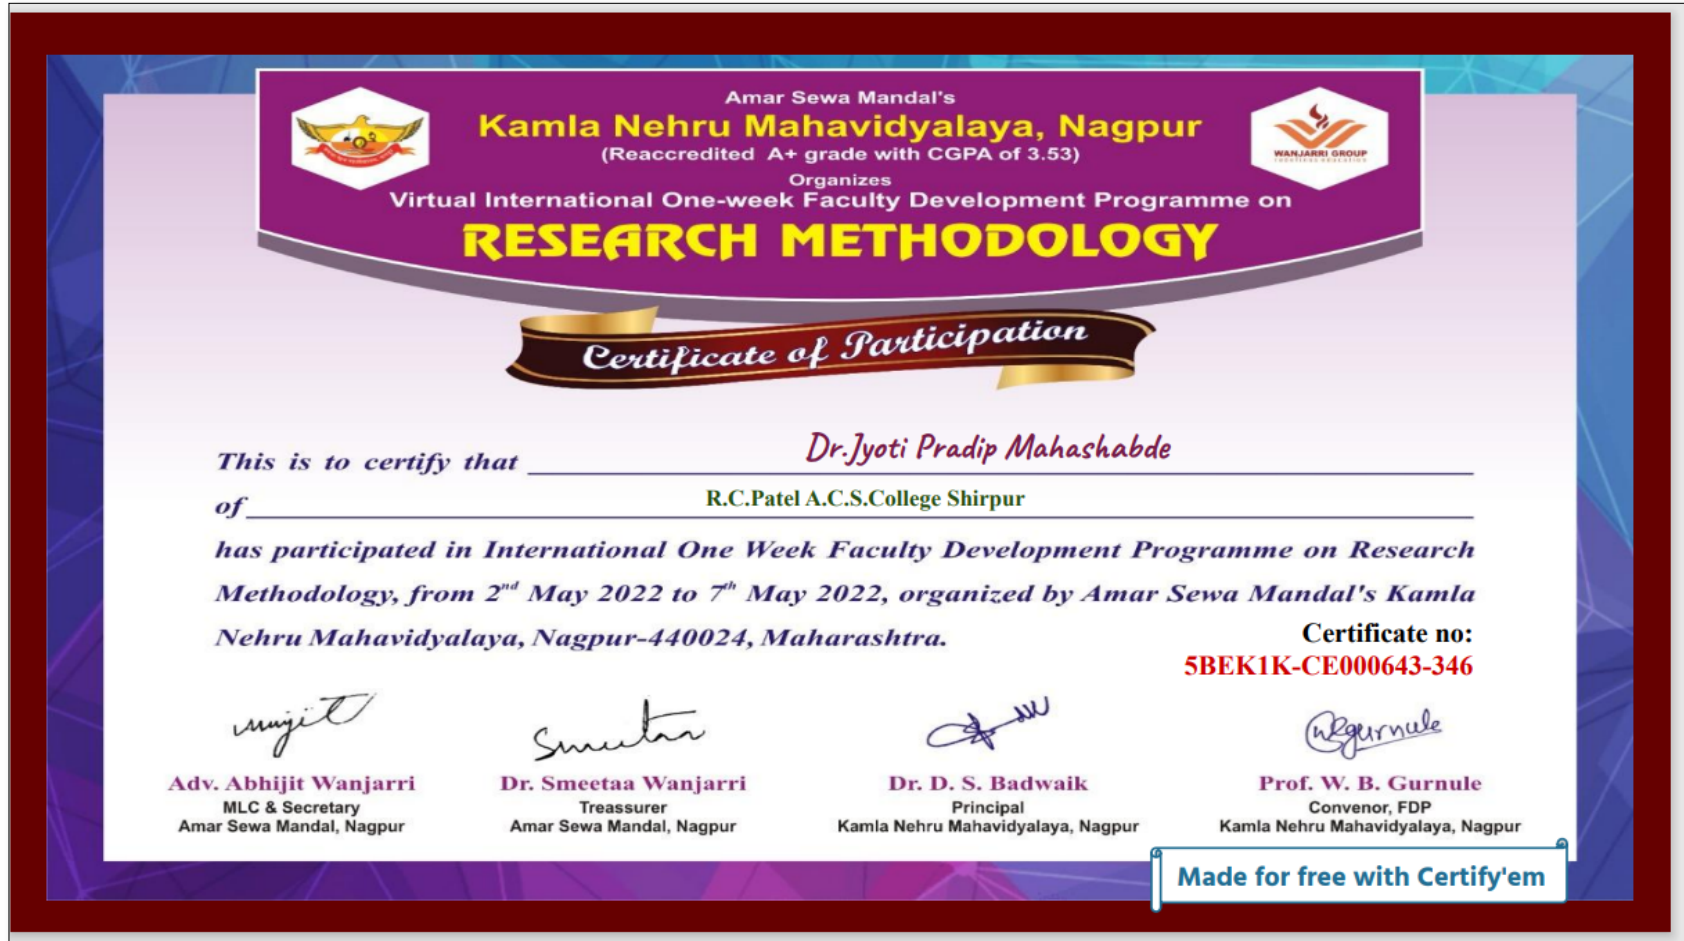 Amar Sewa Mandal's
Kamla Nehru Mahavidyalaya, Nagpur
(Reaccredited A+ grade with CGPA of 3.53)
Organizes
Virtual International One-week Faculty Development Programme on
RESEARCH METHODOLOGY
WANJARRI GROUP
Certificate of Participation
This is to certify that Dr.Jyoti Pradip Mahashabde
of R.C.Patel A.C.S.College Shirpur
has participated in International One Week Faculty Development Programme on Research
Methodology, from 2nd May 2022 to 7th May 2022, organized by Amar Sewa Mandal's Kamla
Nehru Mahavidyalaya, Nagpur-440024, Maharashtra.
Certificate no:
5BEK1K-CE000643-346
Adv. Abhijit Wanjarri
MLC & Secretary
Amar Sewa Mandal, Nagpur
Smeetaa
Dr. Smeetaa Wanjarri
Treassurer
Amar Sewa Mandal, Nagpur
Dr. D. S. Badwaik
Principal
Kamla Nehru Mahavidyalaya, Nagpur
WBGurnule
Prof. W. B. Gurnule
Convenor, FDP
Kamla Nehru Mahavidyalaya, Nagpur
Made for free with Certify'em